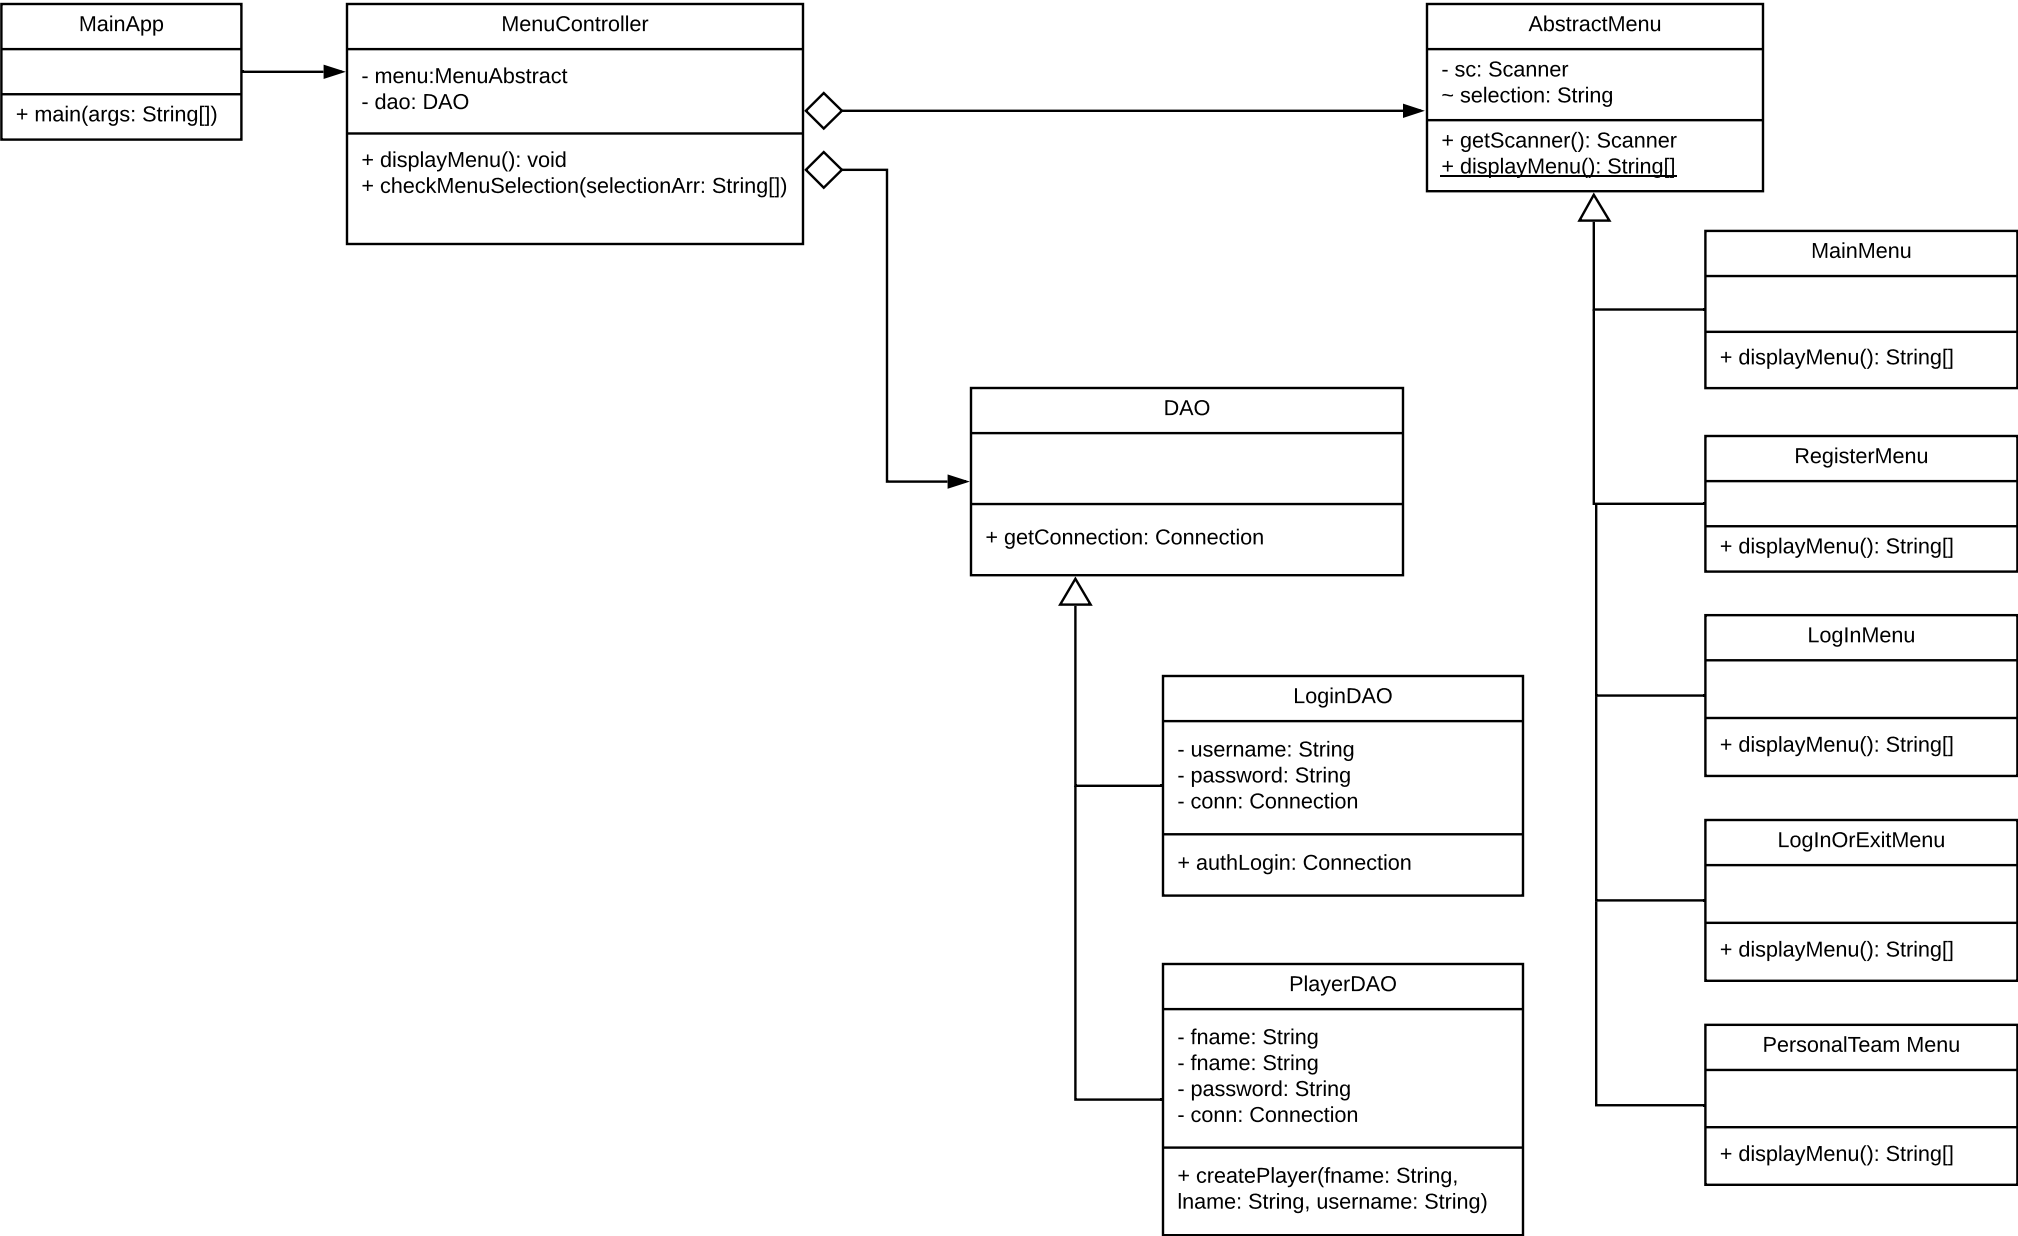 MainApp
+ main(args: String[])
MenuController
- menu:MenuAbstract
- dao: DAO
+ displayMenu(): void
+ checkMenuSelection(selectionArr: String[])
AbstractMenu
- sc: Scanner
~ selection: String
+ getScanner(): Scanner
+ displayMenu(): String[]
MainMenu
+ displayMenu(): String[]
RegisterMenu
+ displayMenu(): String[]
LogInMenu
+ displayMenu(): String[]
LogInOrExitMenu
+ displayMenu(): String[]
PersonalTeam Menu
+ displayMenu(): String[]
DAO
+ getConnection: Connection
LoginDAO
- username: String
- password: String
- conn: Connection
+ authLogin: Connection
PlayerDAO
- fname: String
- fname: String
- password: String
- conn: Connection
+ createPlayer(fname: String,
lname: String, username: String)